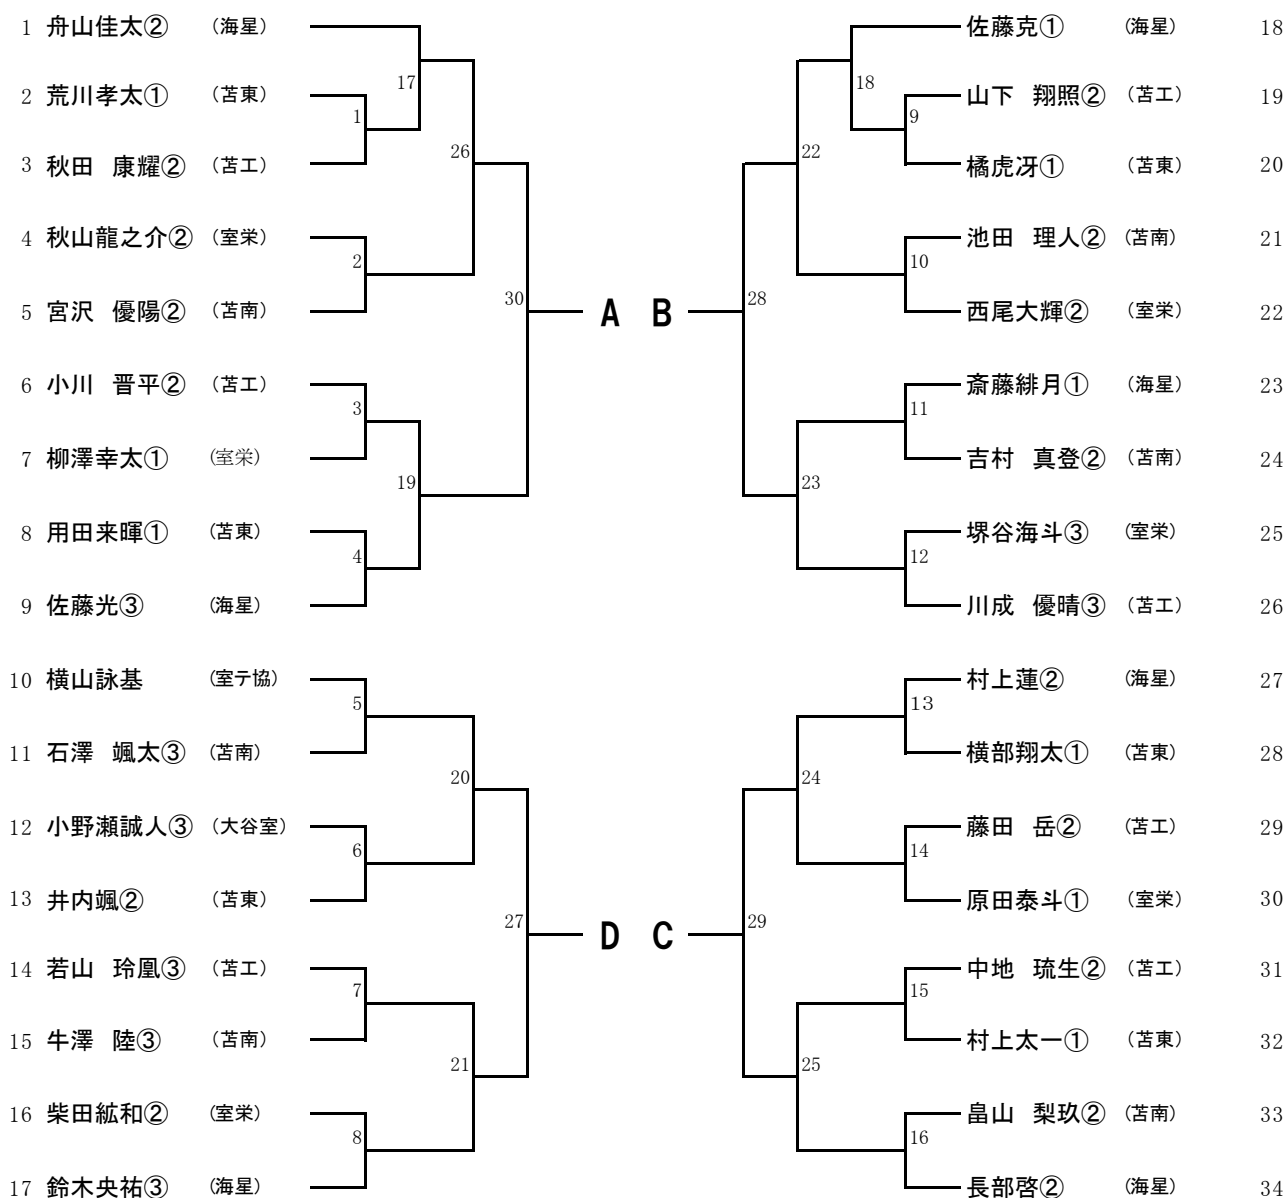 1 舟山佳太② (海星)
17
2 荒川孝太① (苫東)
1
3 秋田 康耀② (苫工)
26
4 秋山龍之介② (室栄)
2
5 宮沢 優陽② (苫南)
30
6 小川 晋平② (苫工)
3
7 柳澤幸太① (室栄)
19
8 用田来暉① (苫東)
4
9 佐藤光③ (海星)
A B
佐藤克① (海星) 18
18
山下 翔照② (苫工) 19
9
橘虎冴① (苫東) 20
22
池田 理人② (苫南) 21
10
西尾大輝② (室栄) 22
28
斎藤緋月① (海星) 23
11
吉村 真登② (苫南) 24
23
堺谷海斗③ (室栄) 25
12
川成 優晴③ (苫工) 26
10 横山詠基 (室テ協)
5
11 石澤 颯太③ (苫南)
20
12 小野瀬誠人③ (大谷室)
6
13 井内颯② (苫東)
27
14 若山 玲凰③ (苫工)
7
15 牛澤 陸③ (苫南)
21
16 柴田紘和② (室栄)
8
17 鈴木央祐③ (海星)
D C
村上蓮② (海星) 27
13
横部翔太① (苫東) 28
24
藤田 岳② (苫工) 29
14
原田泰斗① (室栄) 30
29
中地 琉生② (苫工) 31
15
村上太一① (苫東) 32
25
畠山 梨玖② (苫南) 33
16
長部啓② (海星) 34